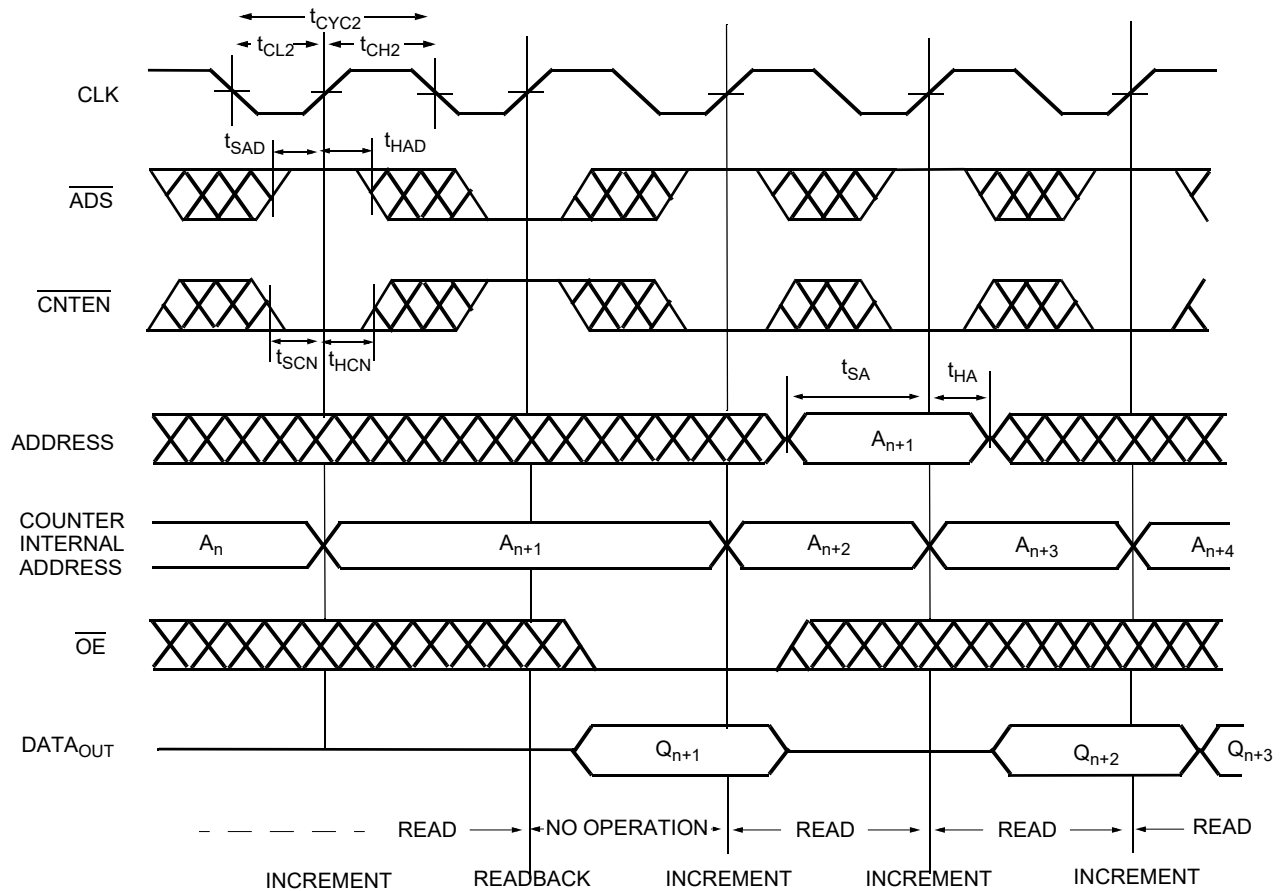 tCYC2
tCL2 tCH2
CLK
tSAD tHAD
ADS
CNTEN
tSCN tHCN
tSA tHA
ADDRESS An+1
COUNTER
INTERNAL
ADDRESS
An An+1 An+2 An+3 An+4
OE
DATAOUT Qn+1 Qn+2 Qn+3
READ NO OPERATION READ READ READ
INCREMENT READBACK INCREMENT INCREMENT INCREMENT